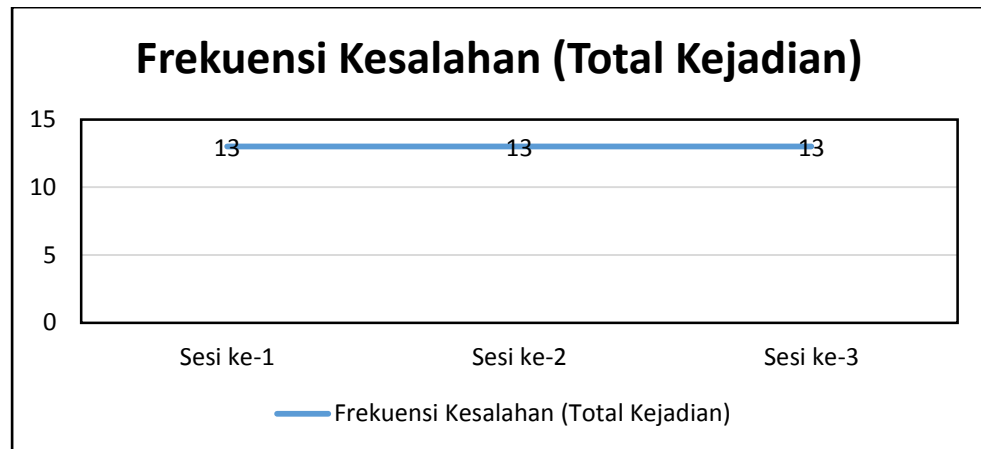 Frekuensi Kesalahan (Total Kejadian)
15
13 13 13
10
5
0
Sesi ke-1 Sesi ke-2 Sesi ke-3
Frekuensi Kesalahan (Total Kejadian)